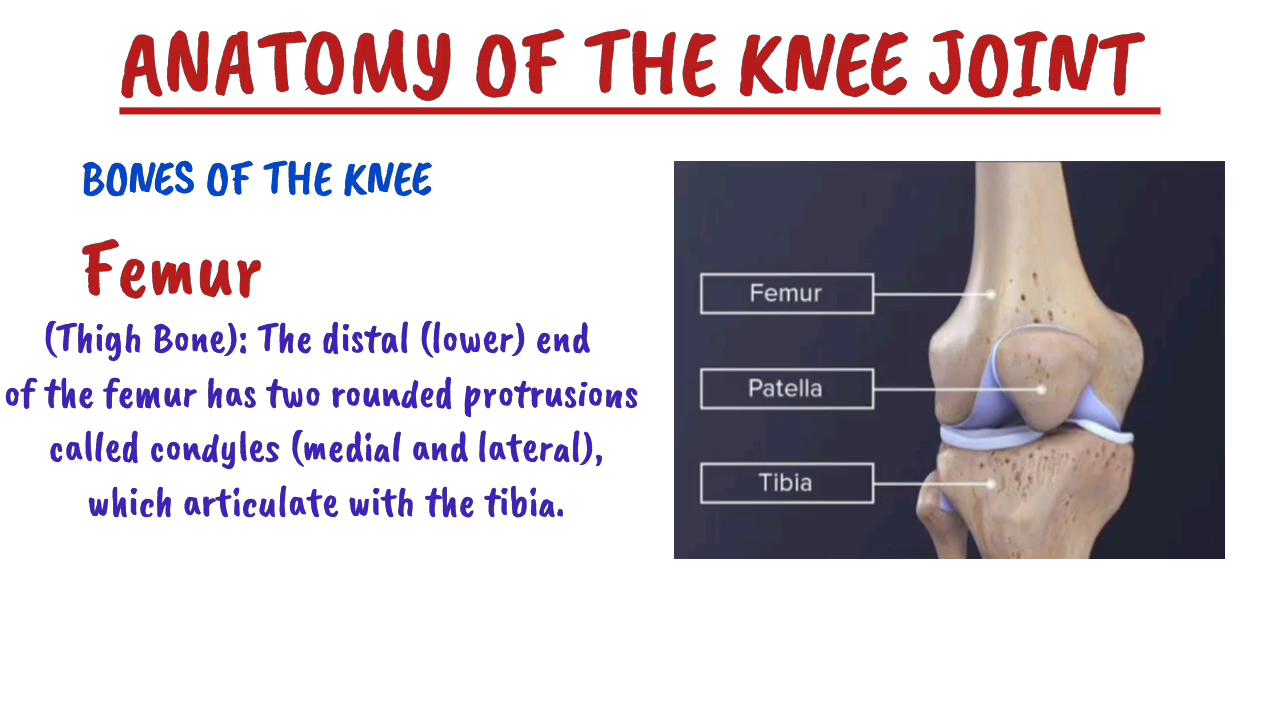 ANATOMY OF THE KNEE JOINT
BONES OF THE KNEE
Femur
(Thigh Bone): The distal (lower) end
of the femur has two rounded protrusions
called condyles (medial and lateral),
which articulate with the tibia.
Femur
Patella
Tibia